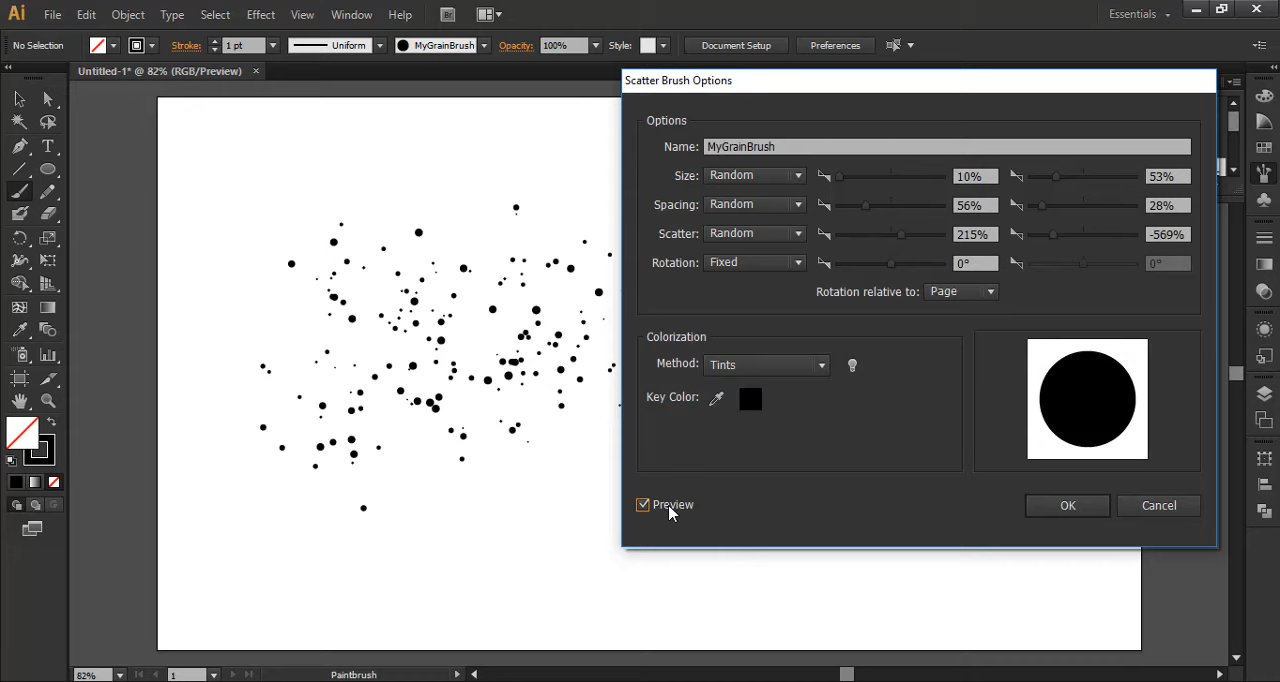 Ai File Edit Object Type Select Effect View Window Help Br Essentials
No Selection Stroke: 1 pt Uniform MyGrainBrush Opacity: 100% Style: Document Setup Preferences
Untitled-1* @ 82% (RGB/Preview) ×
Scatter Brush Options
Options
Name: MyGrainBrush
Size: Random 10% 53%
Spacing: Random 56% 28%
Scatter: Random 215% -569%
Rotation: Fixed 0° 0°
Rotation relative to: Page
Colorization
Method: Tints
Key Color:
Preview OK Cancel
82% 1 Paintbrush